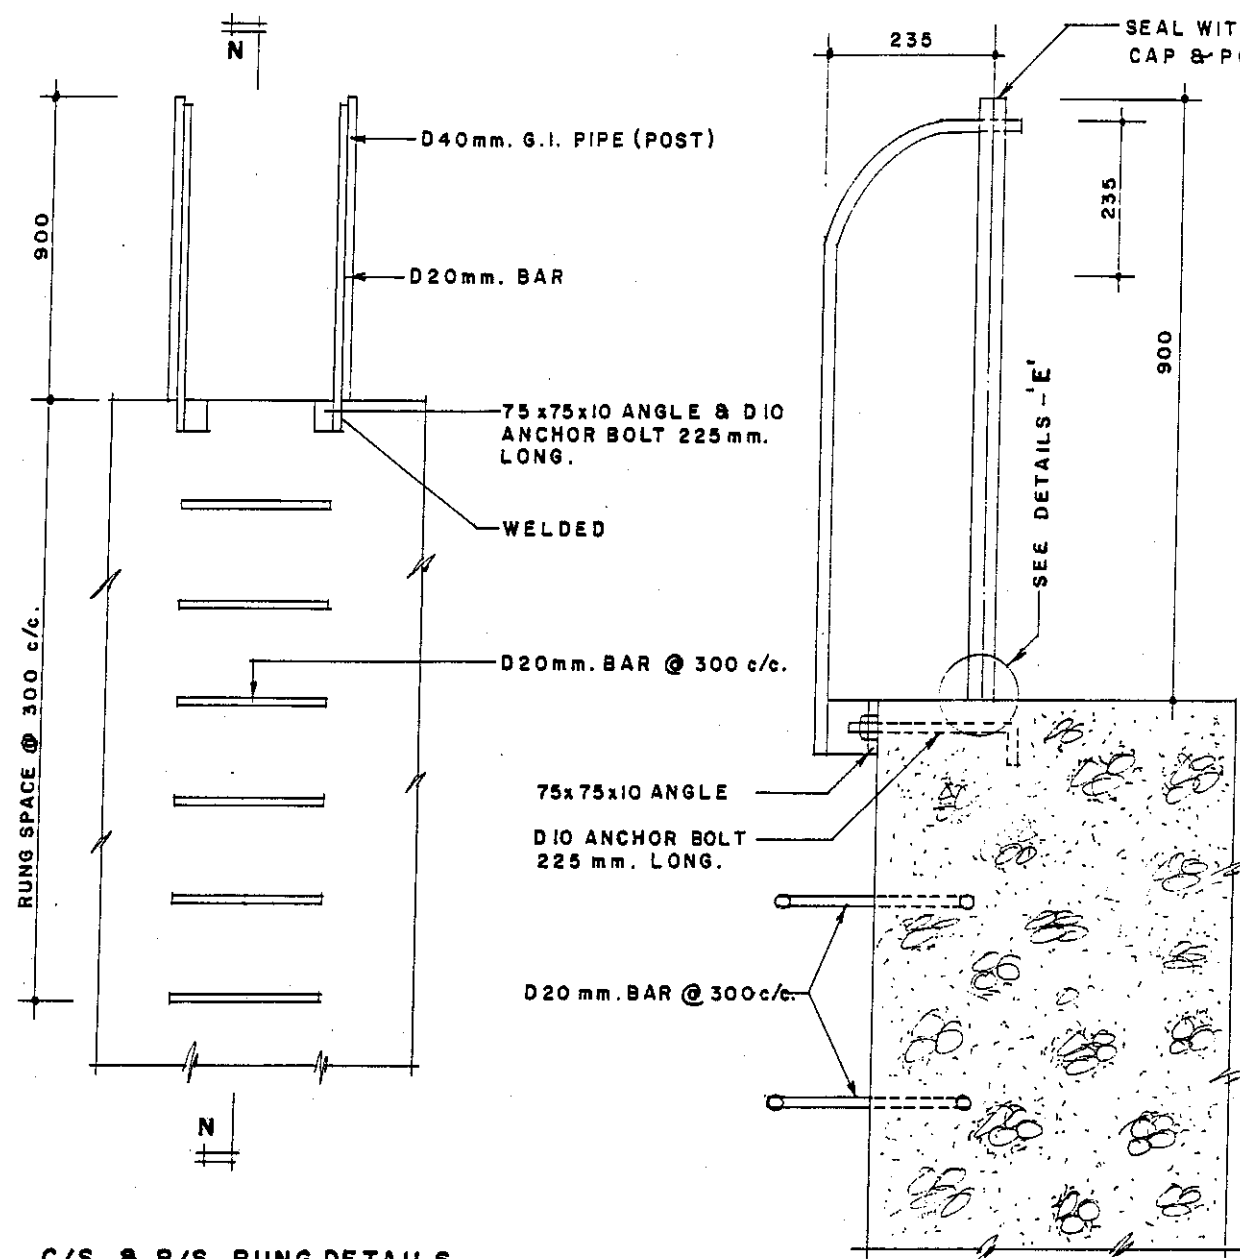 N
235
SEAL
CAP &
D40mm. G.I. PIPE (POST)
900
235
D20mm. BAR
900
75x75x10 ANGLE & D10
ANCHOR BOLT 225mm.
LONG.
WELDED
SEE DETAILS-'E'
RUNG SPACE @ 300 c/c.
D20mm. BAR @ 300 c/c.
75x75x10 ANGLE
D10 ANCHOR BOLT
225 mm. LONG.
D20 mm. BAR @ 300 c/c.
N
C/S & R/S RUNG DETAILS